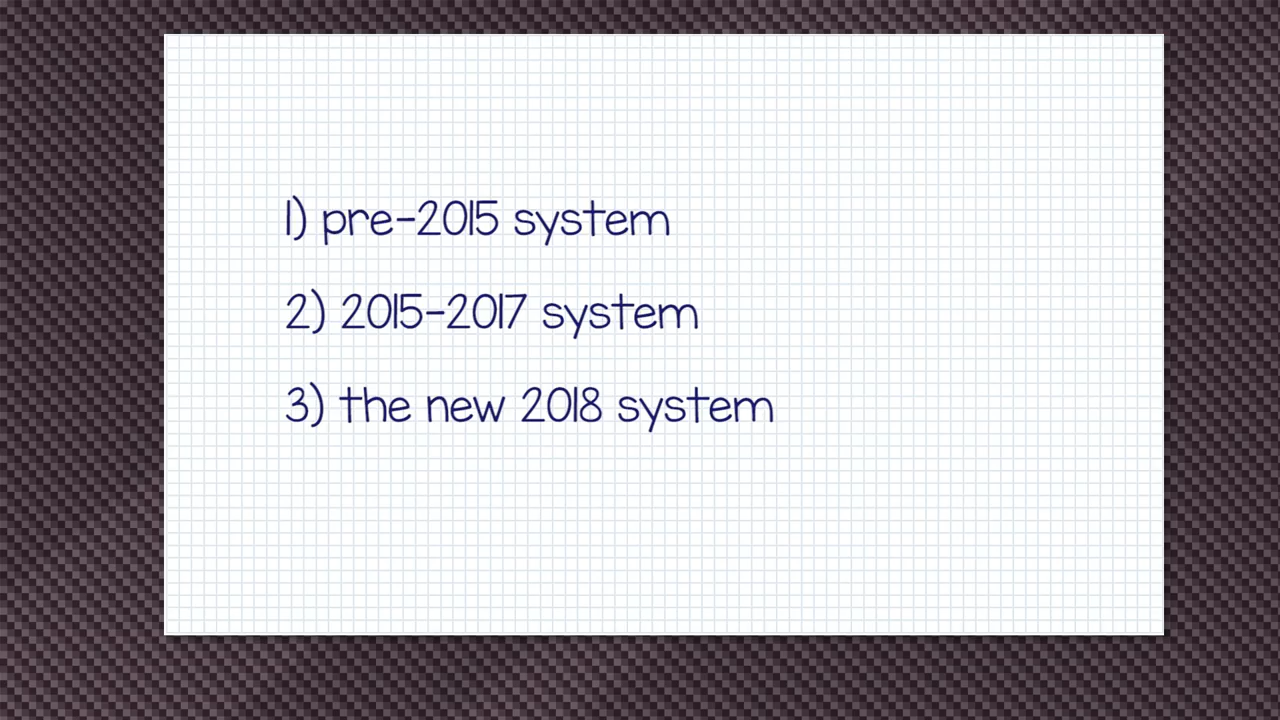 1) pre-2015 system
2) 2015-2017 system
3) the new 2018 system